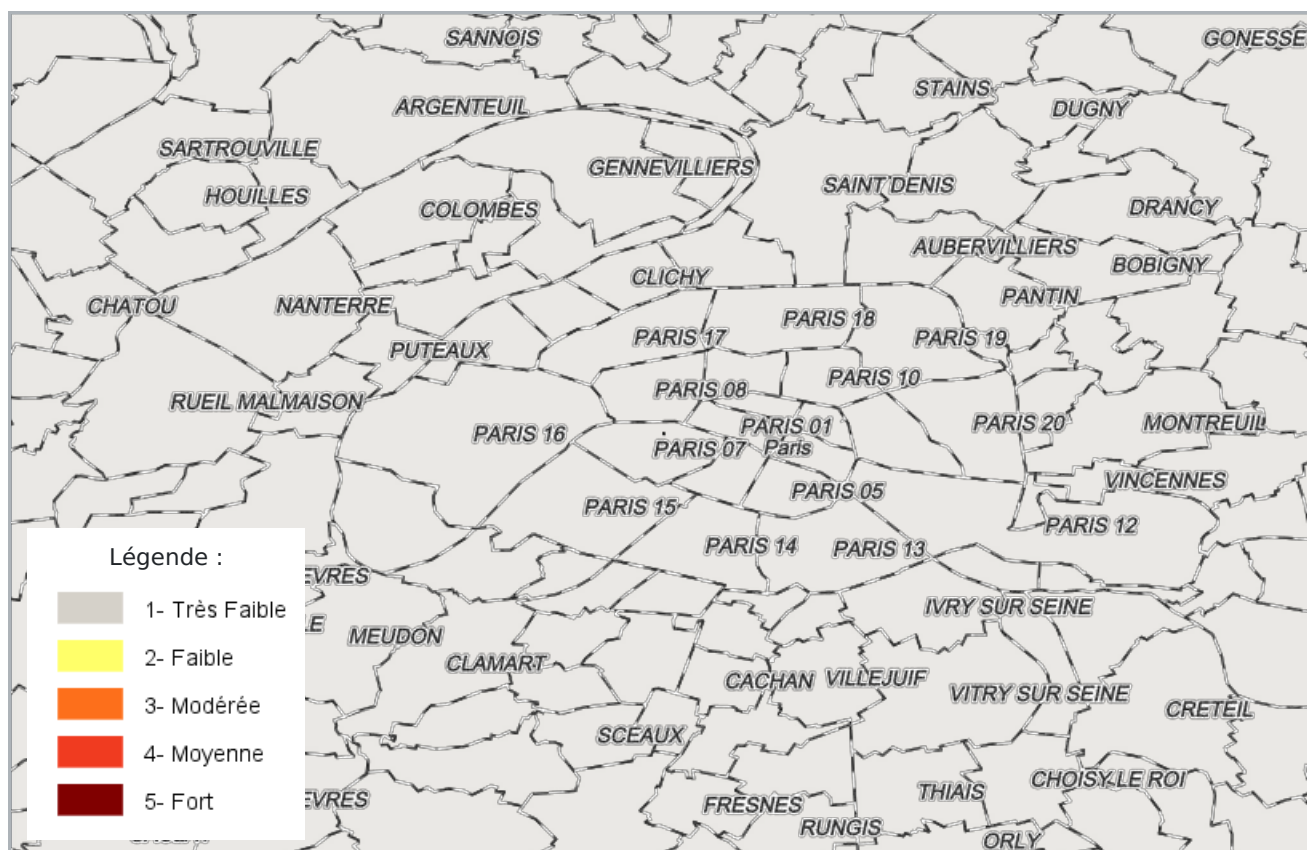 SANNOIS
GONESSE
STAINS
ARGENTEUIL
DUGNY
SARTROUVILLE
GENNEVILLIERS
HOUILLES
SAINT DENIS
COLOMBES
DRANCY
AUBERVILLIERS
BOBIGNY
CLICHY
PANTIN
CHATOU
NANTERRE
PARIS 18
PARIS 17
PARIS 19
PUTEAUX
PARIS 10
PARIS 08
RUEIL MALMAISON
PARIS 20
MONTREUIL
PARIS 01
PARIS 16
PARIS 07
Paris
VINCENNES
PARIS 05
PARIS 15
PARIS 12
PARIS 14
PARIS 13
Légende :
EVRES
1- Très Faible
IVRY SUR SEINE
LE
MEUDON
2- Faible
CLAMART
CACHAN
VILLEJUIF
VITRY SUR SEINE
3- Modérée
CRETEIL
SCEAUX
4- Moyenne
CHOISY LE ROI
THIAIS
5- Fort
EVRES
FRESNES
RUNGIS
ORLY